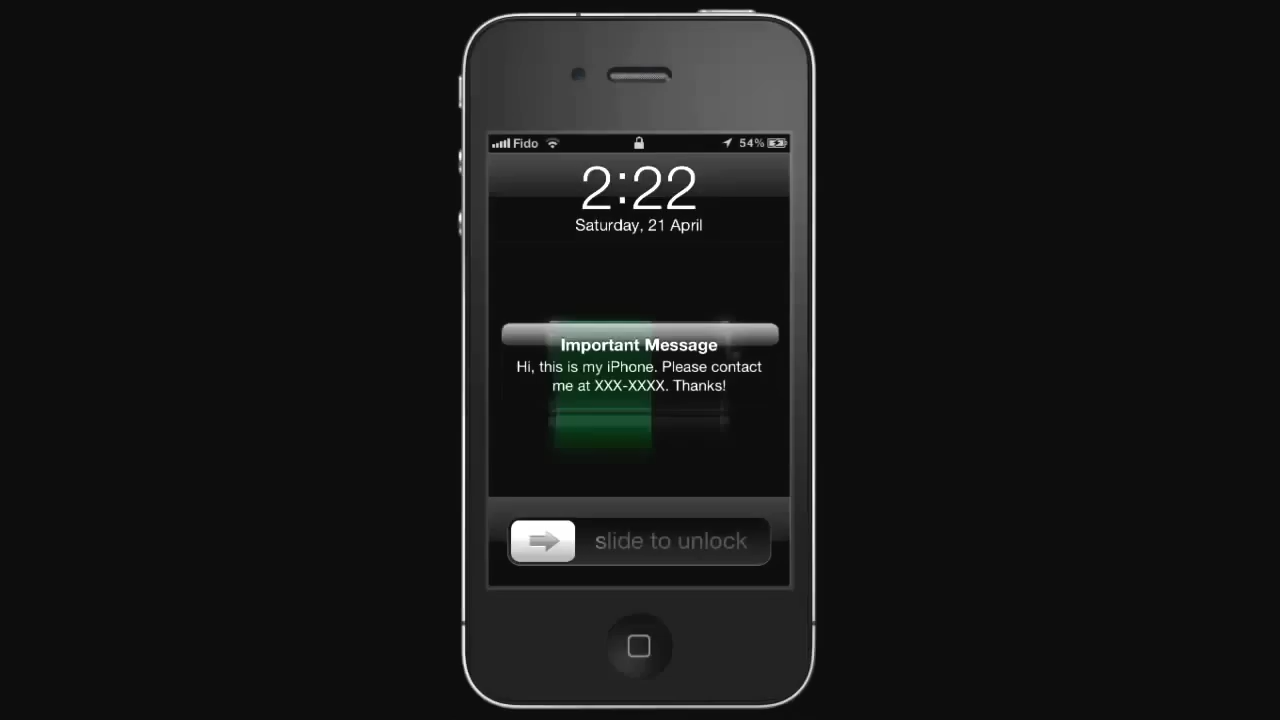 Fido 54%
2:22
Saturday, 21 April
Important Message
Hi, this is my iPhone. Please contact
me at XXX-XXXX. Thanks!
slide to unlock